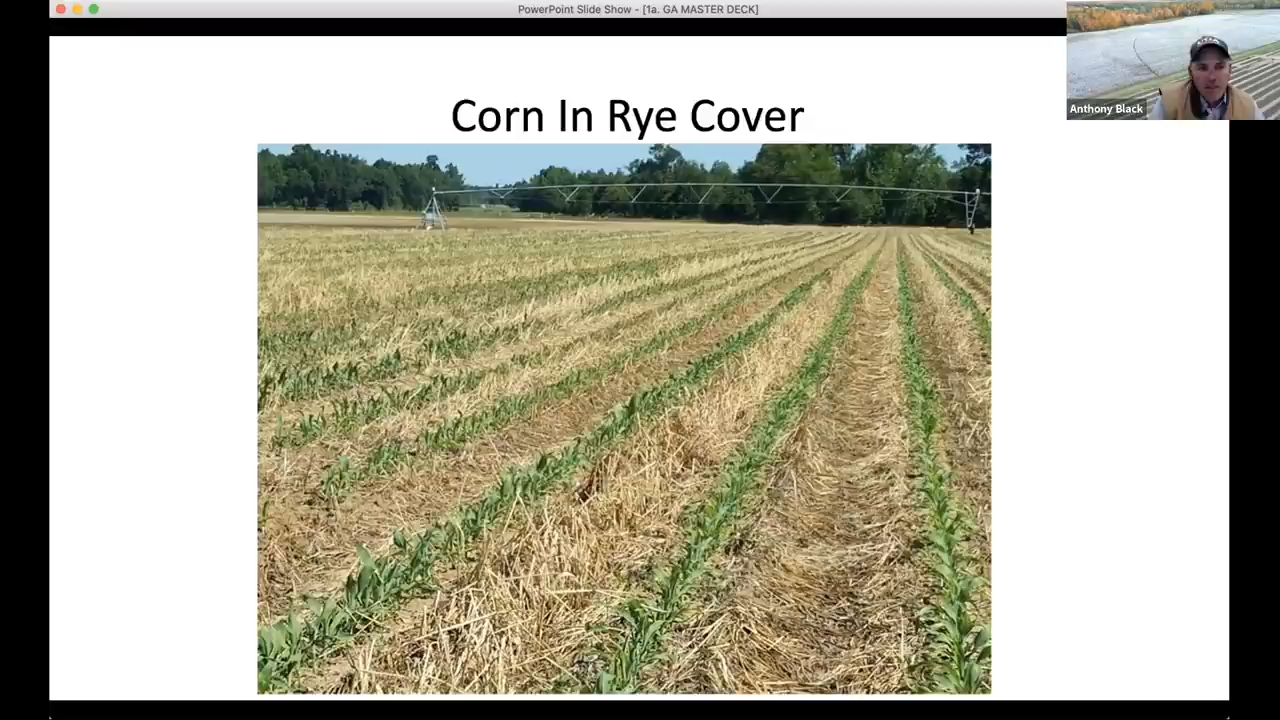 PowerPoint Slide Show - [1a. GA MASTER DECK]
Corn In Rye Cover
Anthony Black